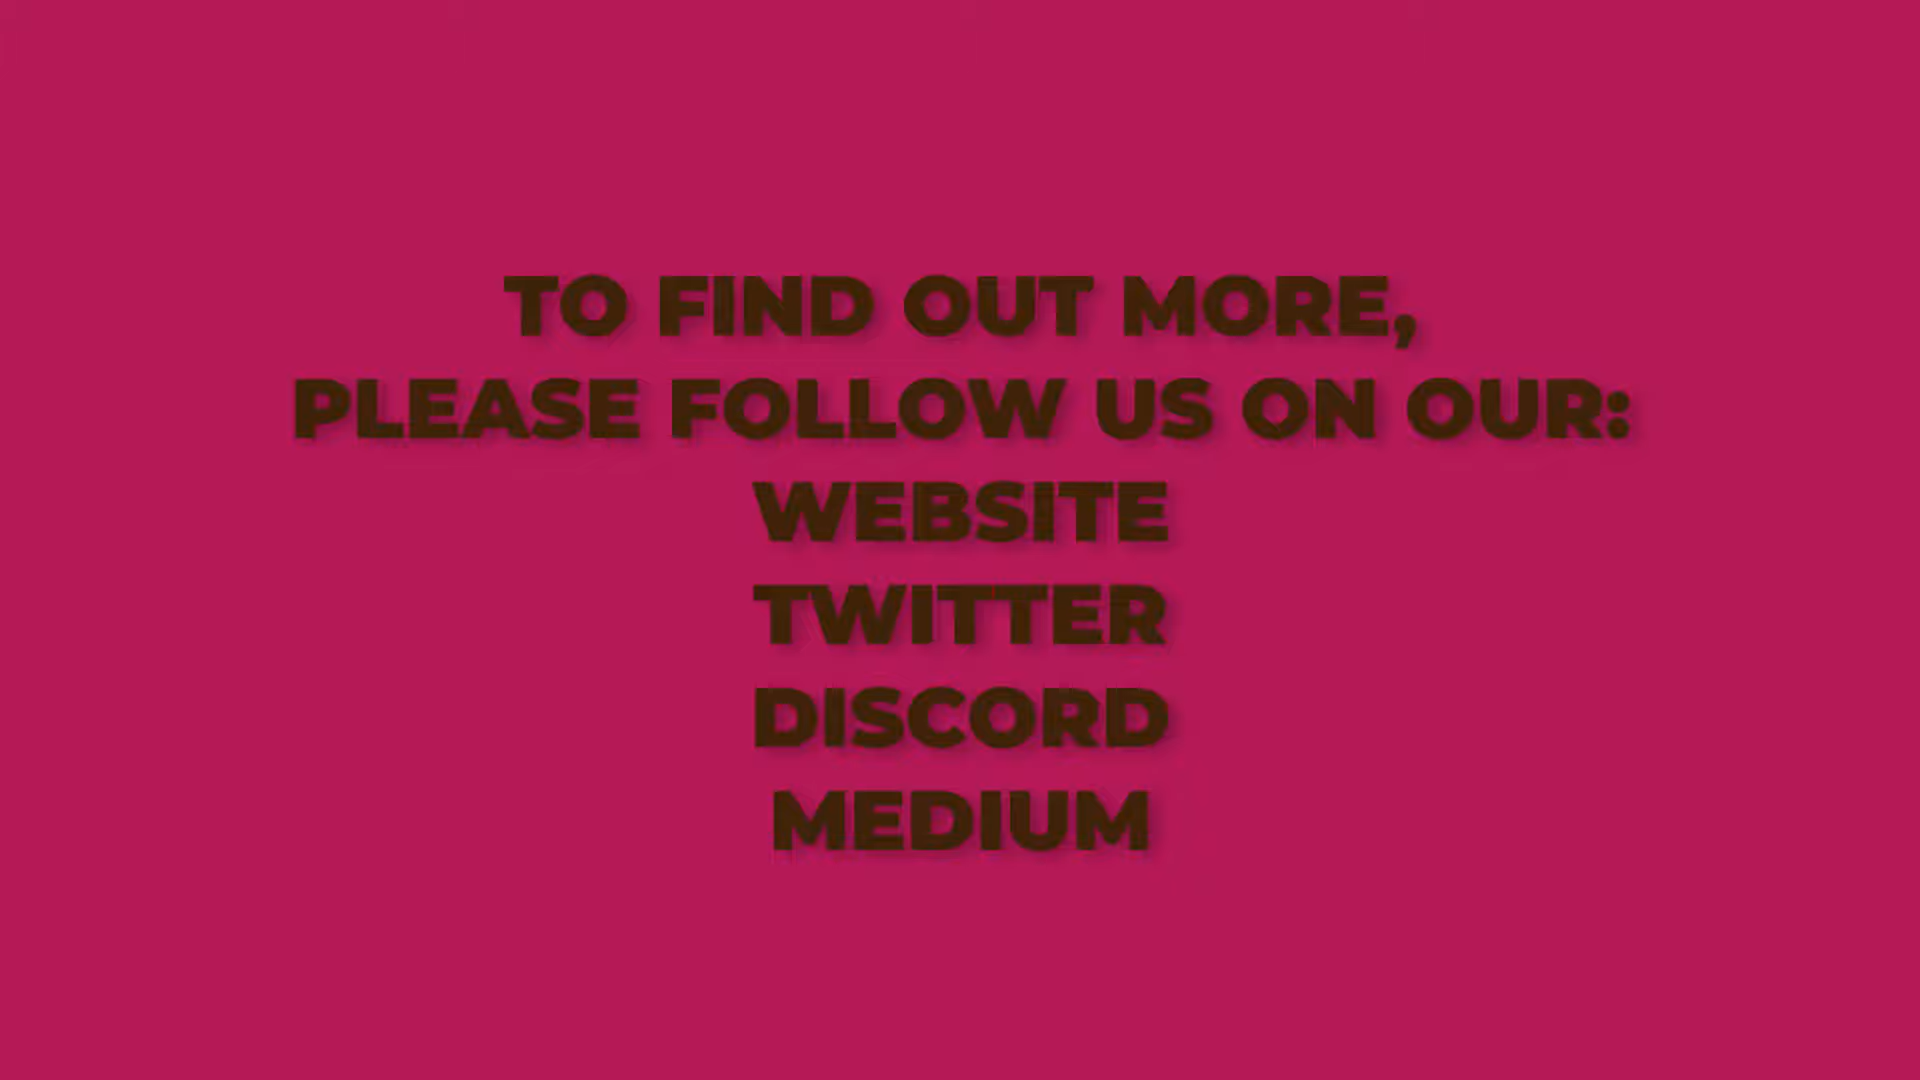 TO FIND OUT MORE,
PLEASE FOLLOW US ON OUR:
WEBSITE
TWITTER
DISCORD
MEDIUM